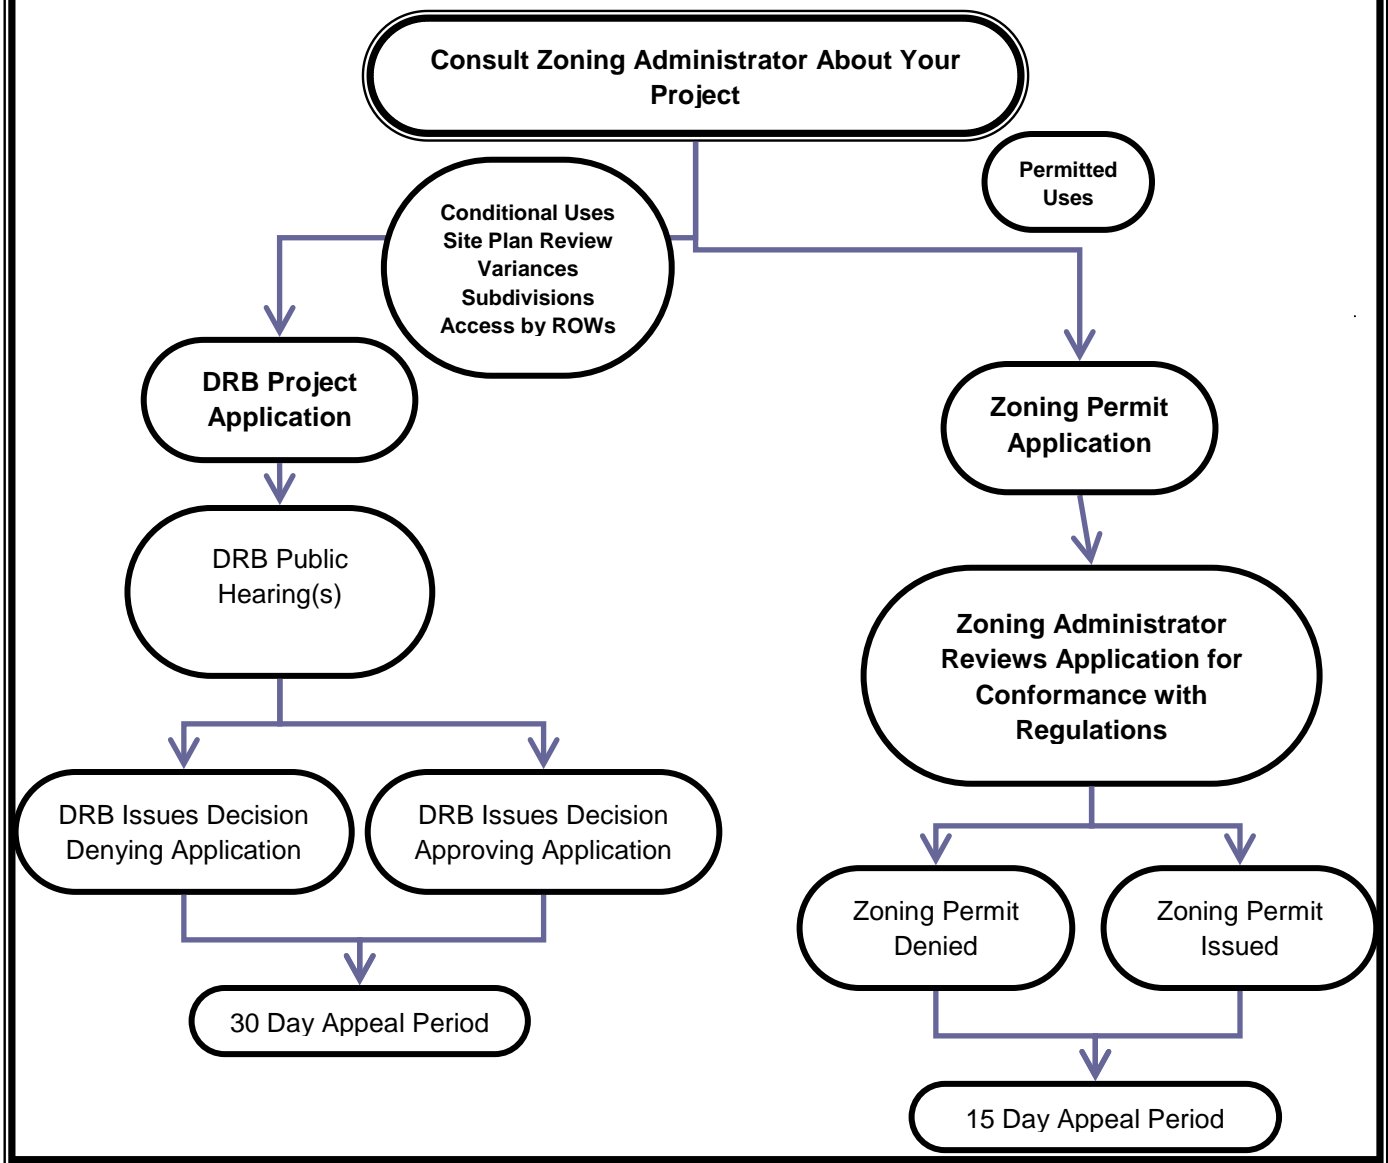 Consult Zoning Administrator About Your
Project
Permitted
Uses
Conditional Uses
Site Plan Review
Variances
Subdivisions
Access by ROWs
DRB Project
Application
Zoning Permit
Application
DRB Public
Hearing(s)
Zoning Administrator
Reviews Application for
Conformance with
Regulations
DRB Issues Decision
Denying Application
DRB Issues Decision
Approving Application
Zoning Permit
Denied
Zoning Permit
Issued
30 Day Appeal Period
15 Day Appeal Period